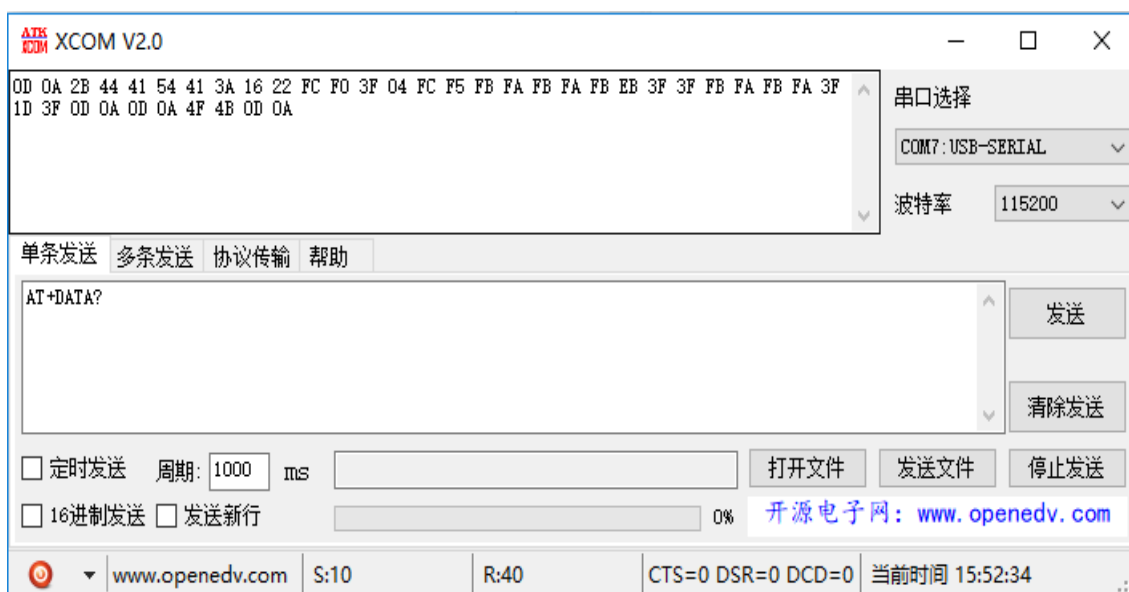 ATK XCOM XCOM V2.0
0D 0A 2B 44 41 54 41 3A 16 22 FC F0 3F 04 FC F5 FB FA FB FA FB EB 3F 3F FB FA FB FA 3F
1D 3F 0D 0A 0D 0A 4F 4B 0D 0A
串口选择
COM7:USB-SERIAL
波特率 115200
单条发送 多条发送 协议传输 帮助
AT+DATA?
发送
清除发送
定时发送 周期: 1000 ms 打开文件 发送文件 停止发送
16进制发送 发送新行 0% 开源电子网：www.openedv.com
www.openedv.com S:10 R:40 CTS=0 DSR=0 DCD=0 当前时间 15:52:34